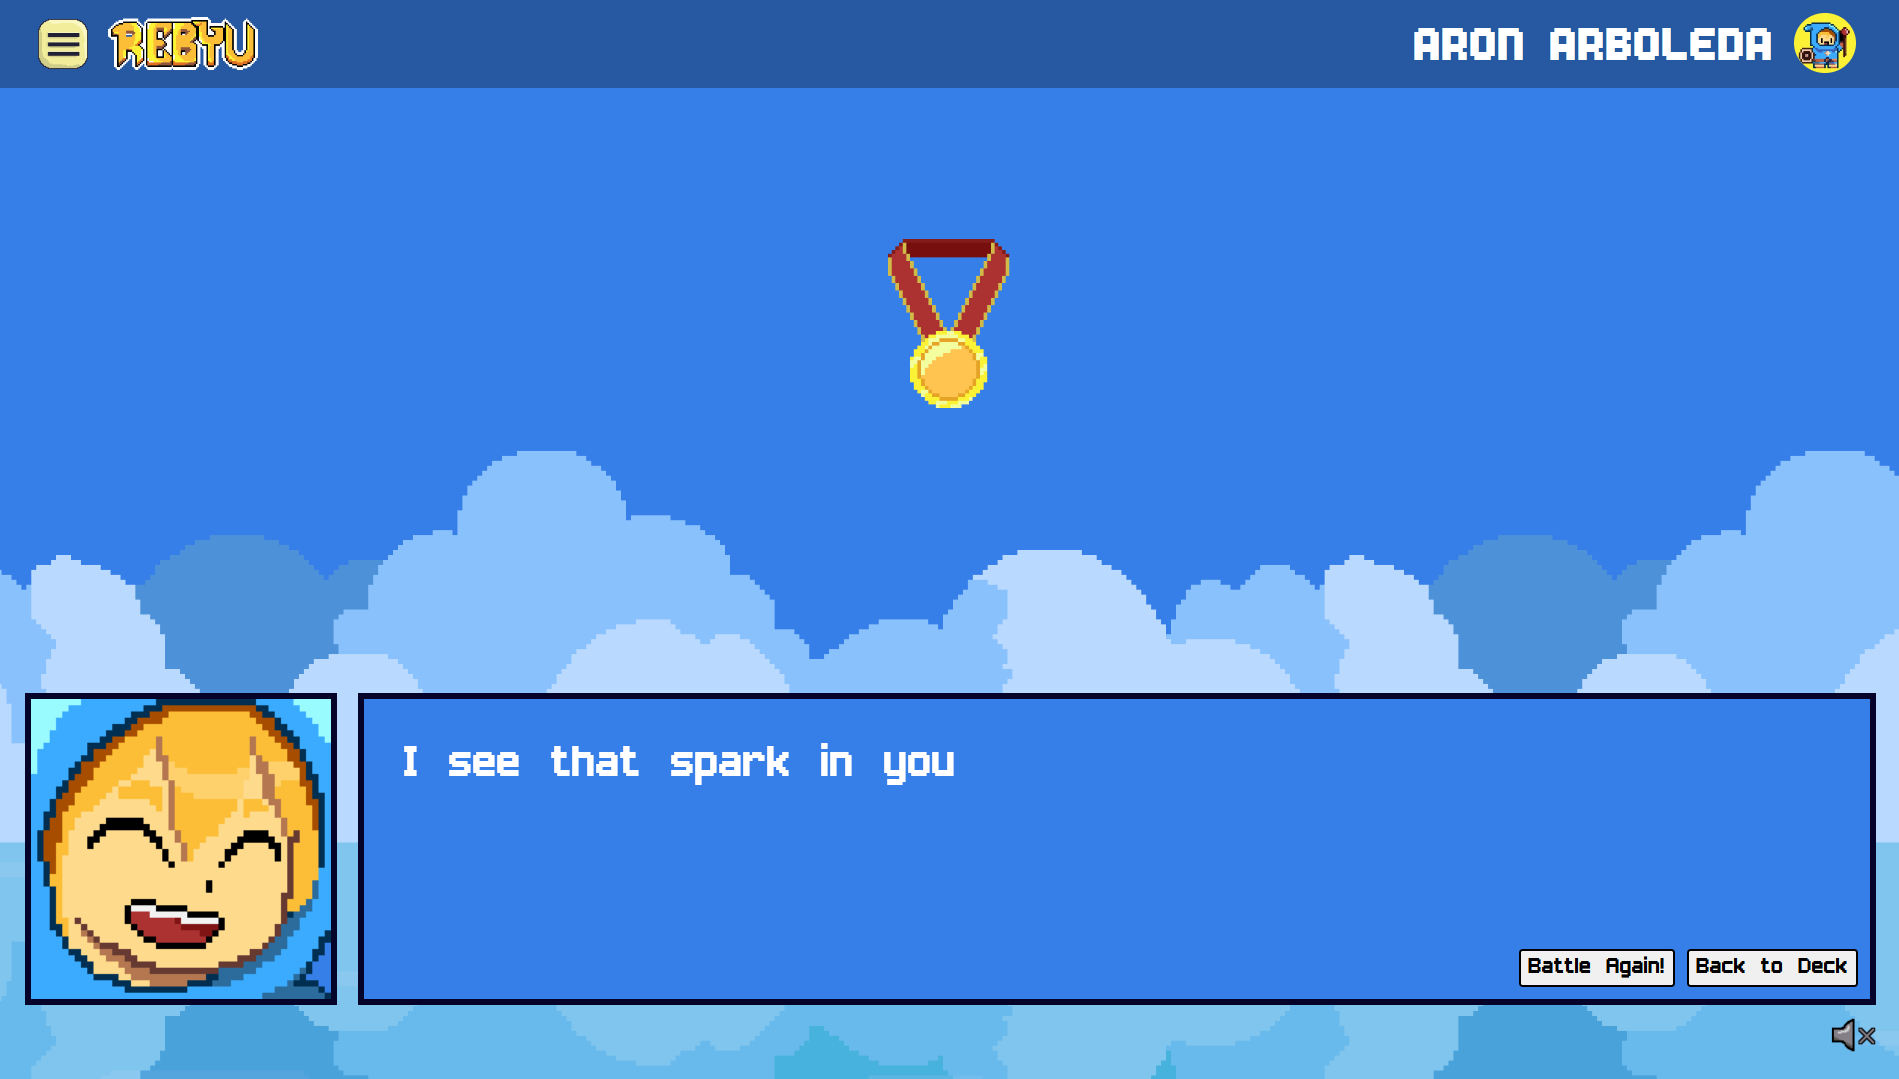 REBYU
ARON ARBOLEDA
I see that spark in you
Battle Again!
Back to Deck